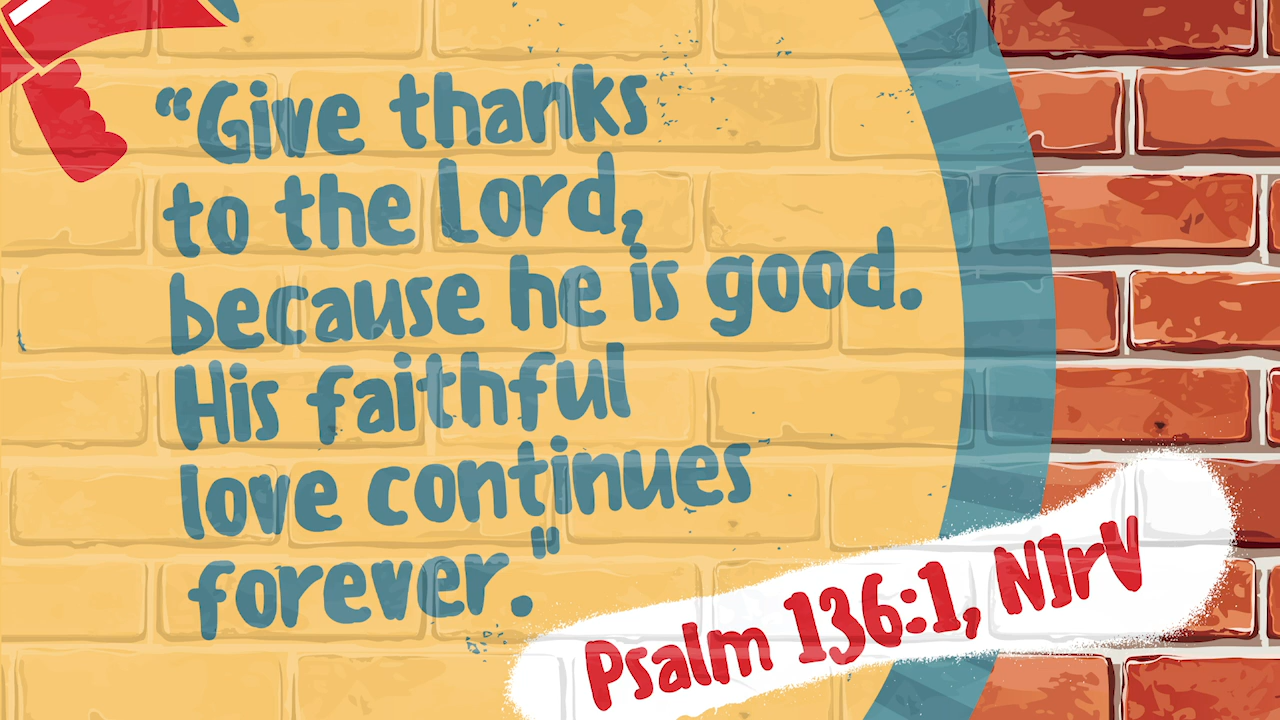 “Give thanks
to the Lord,
because he is good.
His faithful
love continues
forever."
Psalm 136:1, NIrV